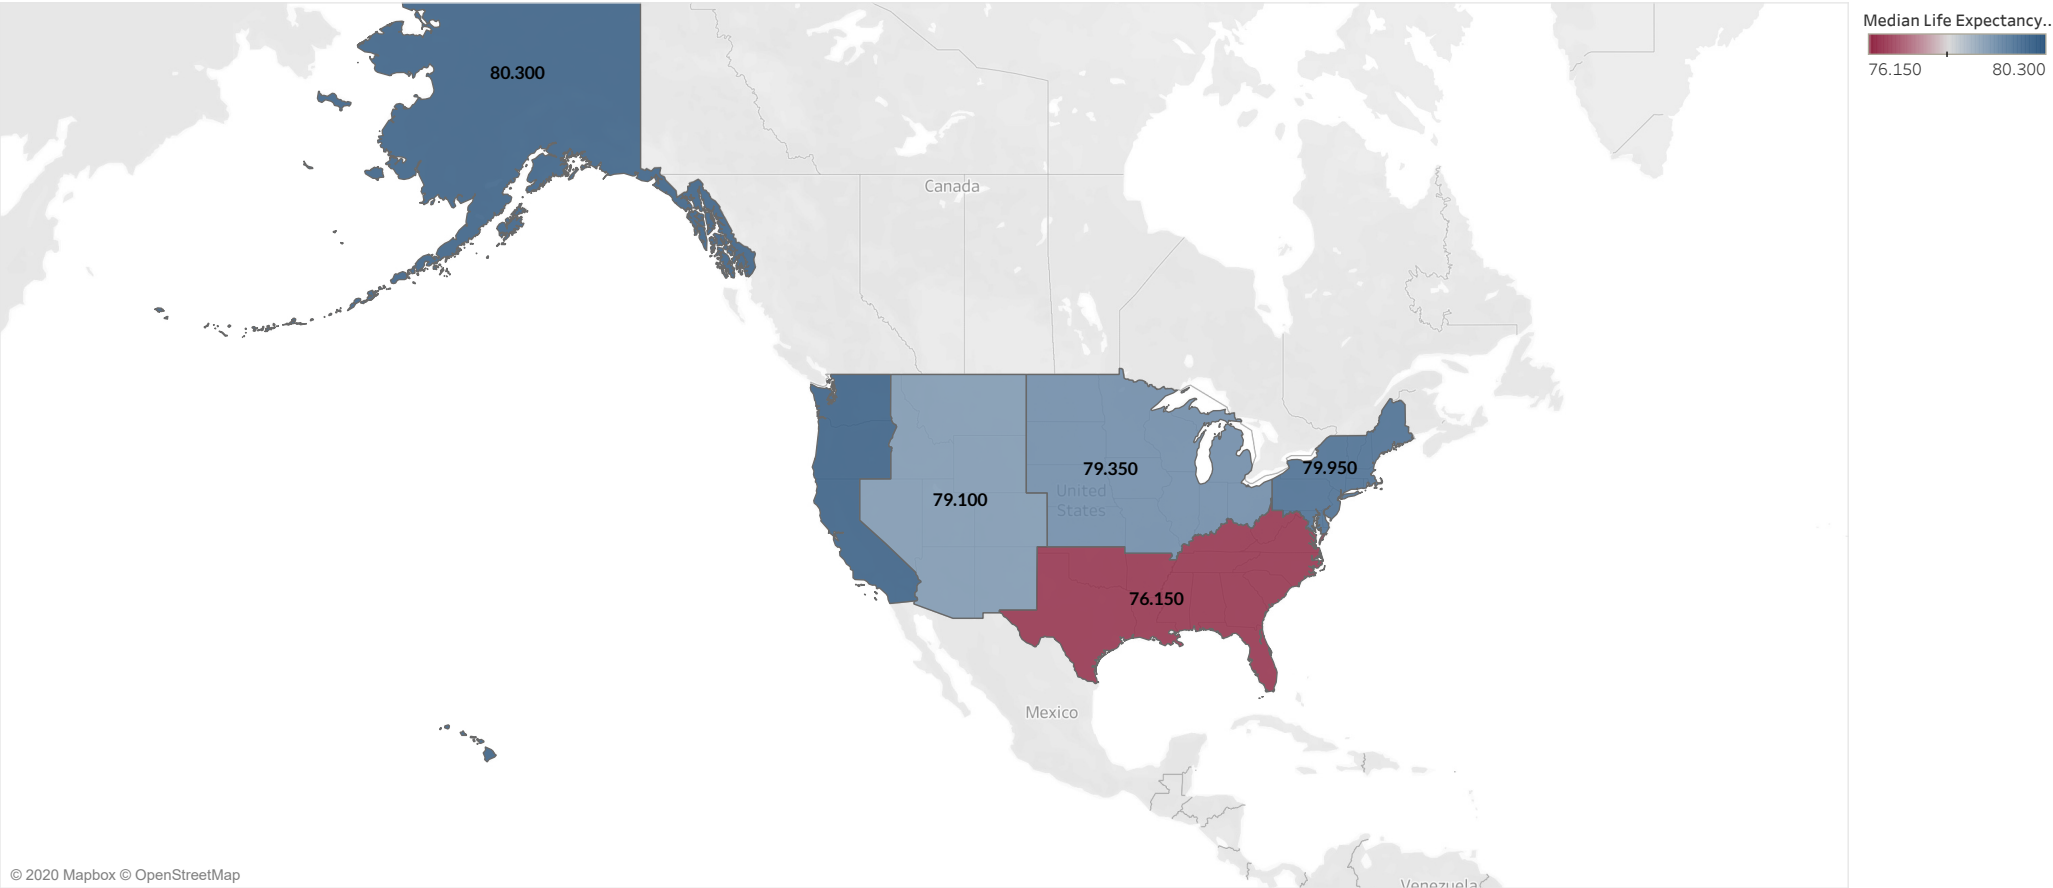 Median Life Expectancy..
76.150
80.300
80.300
Canada
79.350
79.950
United
States
79.100
76.150
Mexico
© 2020 Mapbox © OpenStreetMap
Venezuela